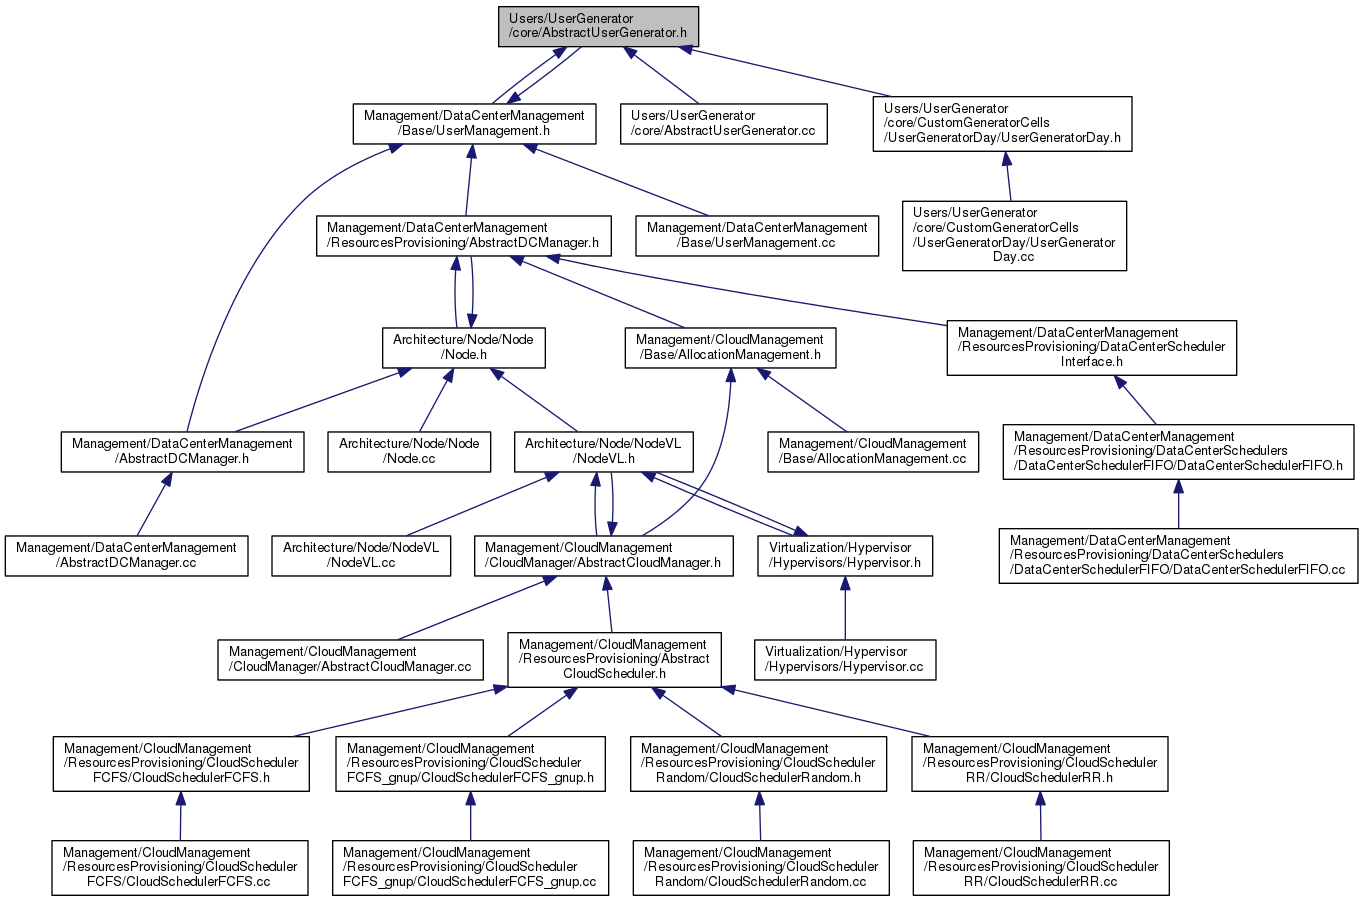 Users/UserGenerator
/core/AbstractUserGenerator.h
Management/DataCenterManagement
/Base/UserManagement.h
Users/UserGenerator
/core/AbstractUserGenerator.cc
Users/UserGenerator
/core/CustomGeneratorCells
/UserGeneratorDay/UserGeneratorDay.h
Management/DataCenterManagement
/ResourcesProvisioning/AbstractDCManager.h
Management/DataCenterManagement
/Base/UserManagement.cc
Users/UserGenerator
/core/CustomGeneratorCells
/UserGeneratorDay/UserGenerator
Day.cc
Architecture/Node/Node
/Node.h
Management/CloudManagement
/Base/AllocationManagement.h
Management/DataCenterManagement
/ResourcesProvisioning/DataCenterScheduler
Interface.h
Management/DataCenterManagement
/AbstractDCManager.h
Architecture/Node/Node
/Node.cc
Architecture/Node/NodeVL
/NodeVL.h
Management/CloudManagement
/Base/AllocationManagement.cc
Management/DataCenterManagement
/ResourcesProvisioning/DataCenterSchedulers
/DataCenterSchedulerFIFO/DataCenterSchedulerFIFO.h
Management/DataCenterManagement
/AbstractDCManager.cc
Architecture/Node/NodeVL
/NodeVL.cc
Management/CloudManagement
/CloudManager/AbstractCloudManager.h
Virtualization/Hypervisor
/Hypervisors/Hypervisor.h
Management/DataCenterManagement
/ResourcesProvisioning/DataCenterSchedulers
/DataCenterSchedulerFIFO/DataCenterSchedulerFIFO.cc
Management/CloudManagement
/CloudManager/AbstractCloudManager.cc
Management/CloudManagement
/ResourcesProvisioning/Abstract
CloudScheduler.h
Virtualization/Hypervisor
/Hypervisors/Hypervisor.cc
Management/CloudManagement
/ResourcesProvisioning/CloudScheduler
FCFS/CloudSchedulerFCFS.h
Management/CloudManagement
/ResourcesProvisioning/CloudScheduler
FCFS_gnup/CloudSchedulerFCFS_gnup.h
Management/CloudManagement
/ResourcesProvisioning/CloudScheduler
Random/CloudSchedulerRandom.h
Management/CloudManagement
/ResourcesProvisioning/CloudScheduler
RR/CloudSchedulerRR.h
Management/CloudManagement
/ResourcesProvisioning/CloudScheduler
FCFS/CloudSchedulerFCFS.cc
Management/CloudManagement
/ResourcesProvisioning/CloudScheduler
FCFS_gnup/CloudSchedulerFCFS_gnup.cc
Management/CloudManagement
/ResourcesProvisioning/CloudScheduler
Random/CloudSchedulerRandom.cc
Management/CloudManagement
/ResourcesProvisioning/CloudScheduler
RR/CloudSchedulerRR.cc